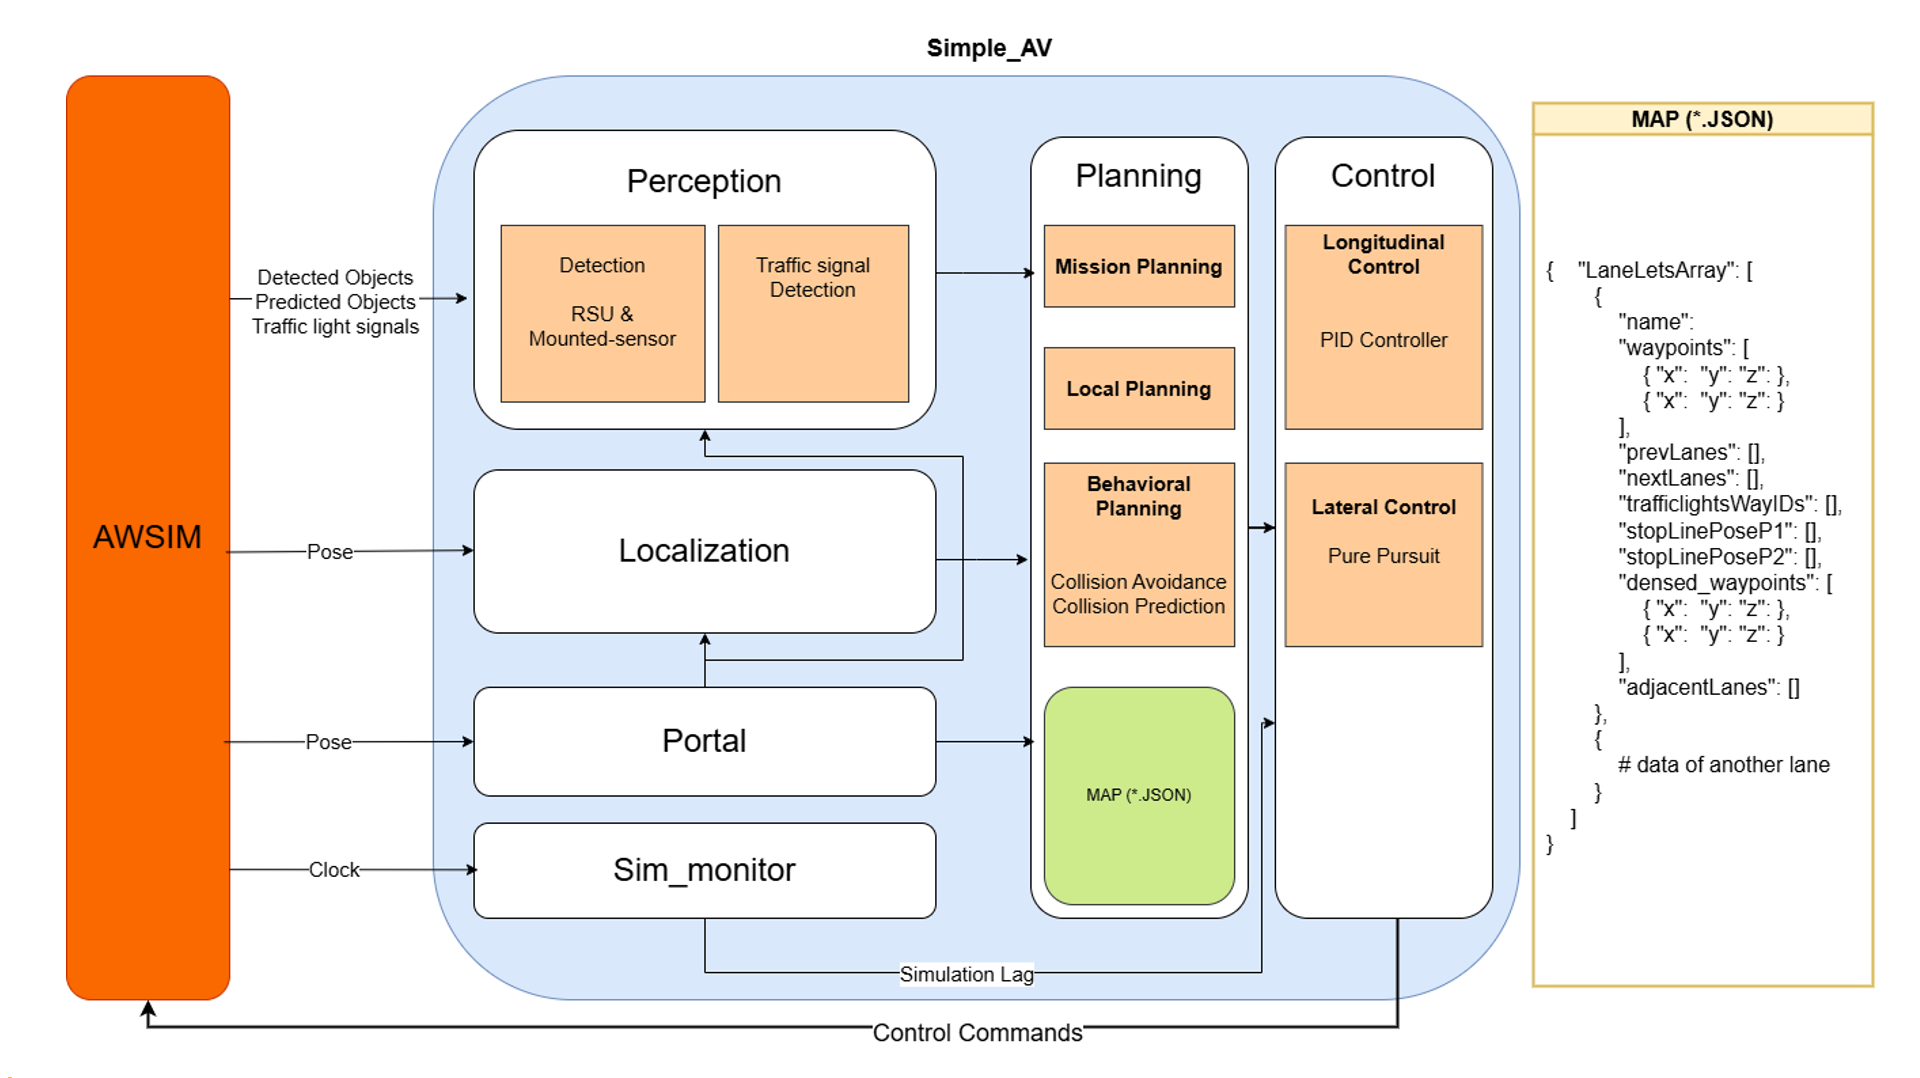 Simple_AV
AWSIM
Detected Objects
Predicted Objects
Traffic light signals
Pose
Pose
Clock
Perception
Detection
RSU &
Mounted-sensor
Traffic signal
Detection
Localization
Portal
Sim_monitor
Simulation Lag
Control Commands
Planning
Mission Planning
Local Planning
Behavioral
Planning
Collision Avoidance
Collision Prediction
MAP (*.JSON)
Control
Longitudinal
Control
PID Controller
Lateral Control
Pure Pursuit
MAP (*.JSON)
{    "LaneLetsArray": [
{
"name":
"waypoints": [
{ "x":  "y": "z": },
{ "x":  "y": "z": }
],
"prevLanes": [],
"nextLanes": [],
"trafficlightsWayIDs": [],
"stopLinePoseP1": [],
"stopLinePoseP2": [],
"densed_waypoints": [
{ "x":  "y": "z": },
{ "x":  "y": "z": }
],
"adjacentLanes": []
},
{
# data of another lane
}
]
}